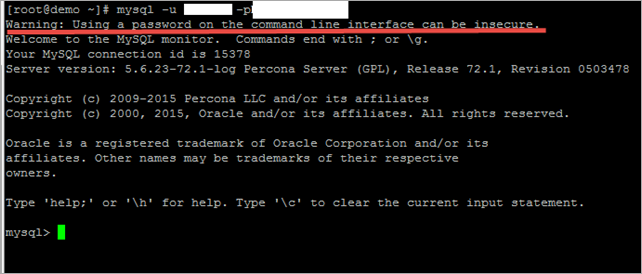 [root@demo ~]# mysql -u -p
Warning: Using a password on the command line interface can be insecure.
Welcome to the MySQL monitor.  Commands end with ; or \g.
Your MySQL connection id is 15378
Server version: 5.6.23-72.1-log Percona Server (GPL), Release 72.1, Revision 0503478
Copyright (c) 2009-2015 Percona LLC and/or its affiliates
Copyright (c) 2000, 2015, Oracle and/or its affiliates. All rights reserved.
Oracle is a registered trademark of Oracle Corporation and/or its
affiliates. Other names may be trademarks of their respective
owners.
Type 'help;' or '\h' for help. Type '\c' to clear the current input statement.
mysql>